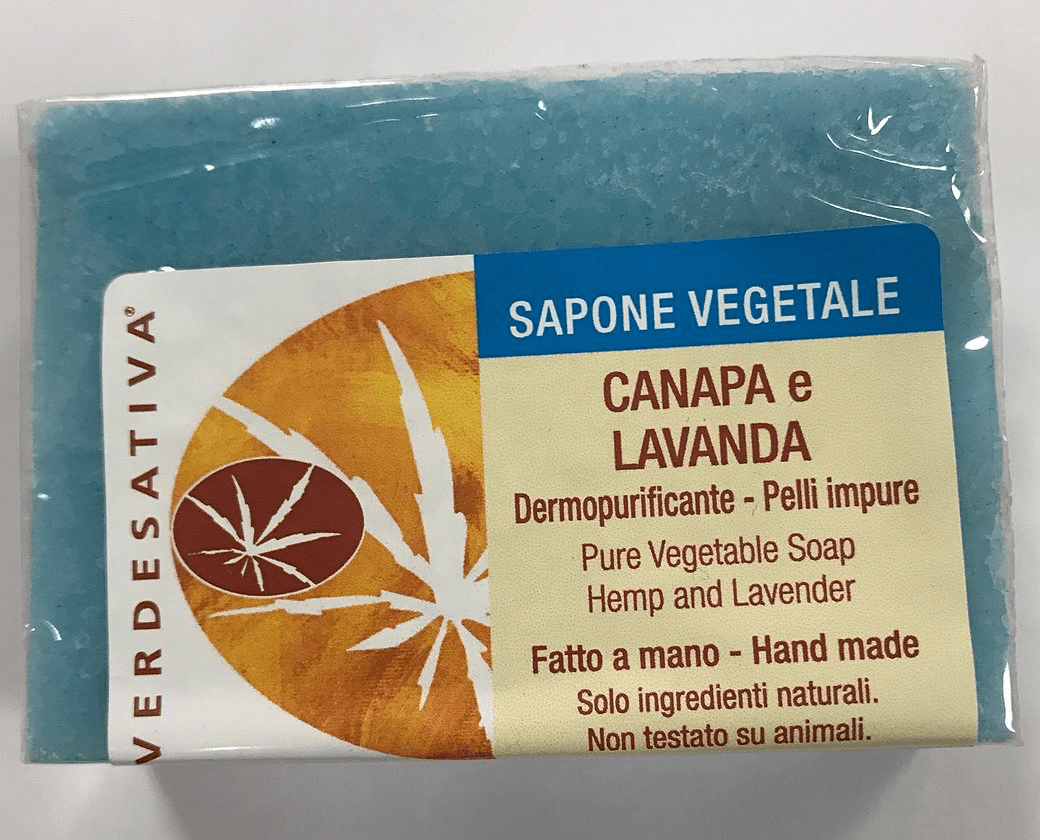 VERDESATIVA®
SAPONE VEGETALE
CANAPA e
LAVANDA
Dermopurificante - Pelli impure
Pure Vegetable Soap
Hemp and Lavender
Fatto a mano - Hand made
Solo ingredienti naturali.
Non testato su animali.